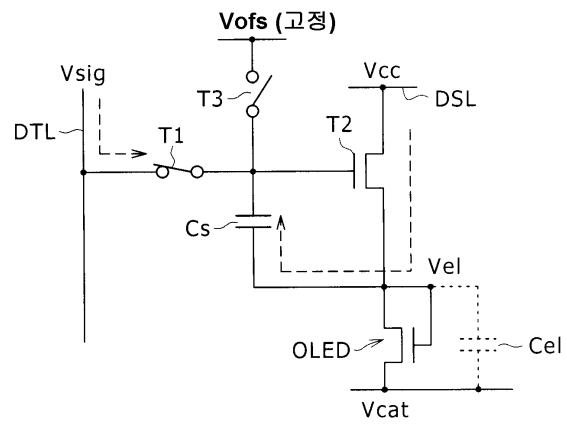 Vofs (고정)
Vsig
Vcc
T3
DSL
DTL
T1
T2
Cs
Vel
OLED
Cel
Vcat